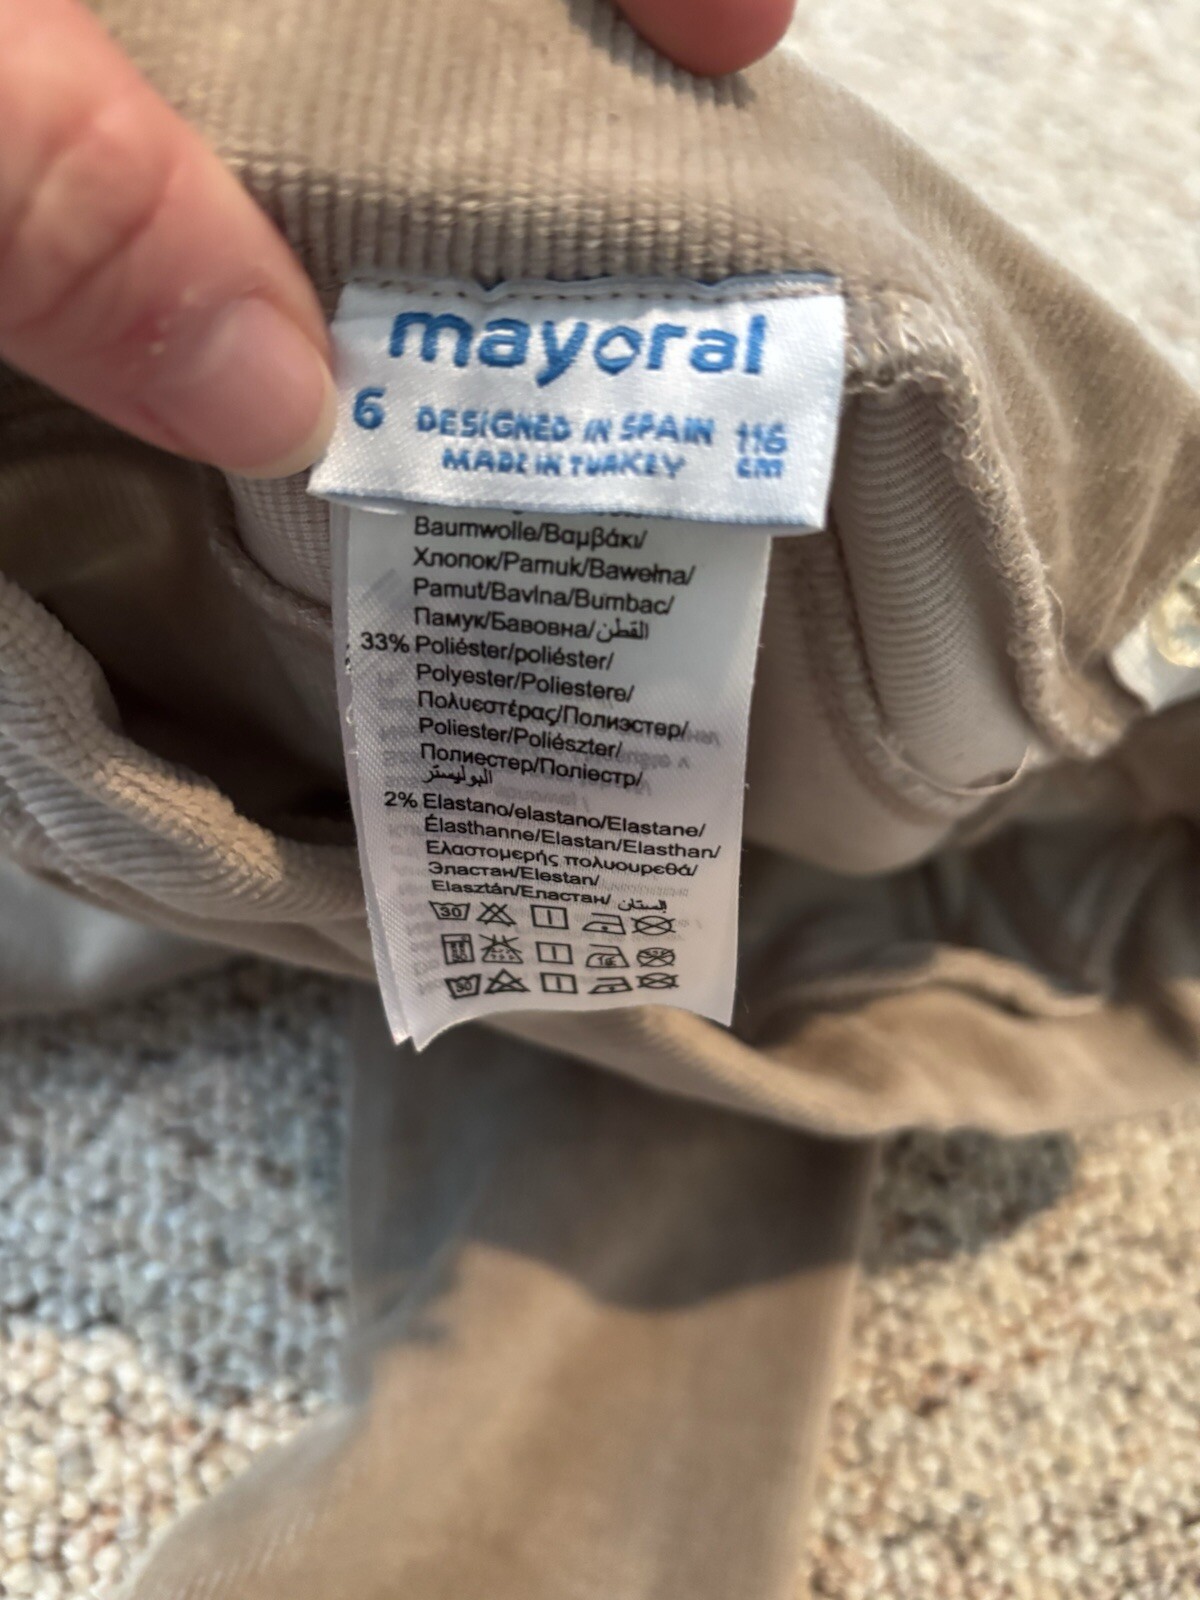 mayoral
6 DESIGNED IN SPAIN 116
MADE IN TURKEY CM
Baumwolle/Βαμβάκι/
Хлопок/Pamuk/Bawełna/
Pamut/Bavlna/Bumbac/
Памук/Бавовна/القطن
33% Poliéster/poliéster/
Polyester/Poliestere/
Πολυεστέρας/Полиэстер/
Poliester/Poliészter/
Полиестер/Поліестр/
البوليستر
2% Elastano/elastano/Elastane/
Élasthanne/Elastan/Elasthan/
Ελαστομερής πολυουρεθά/
Эластан/Elestan/
Elasztán/Еластан/ إلستان
30
30